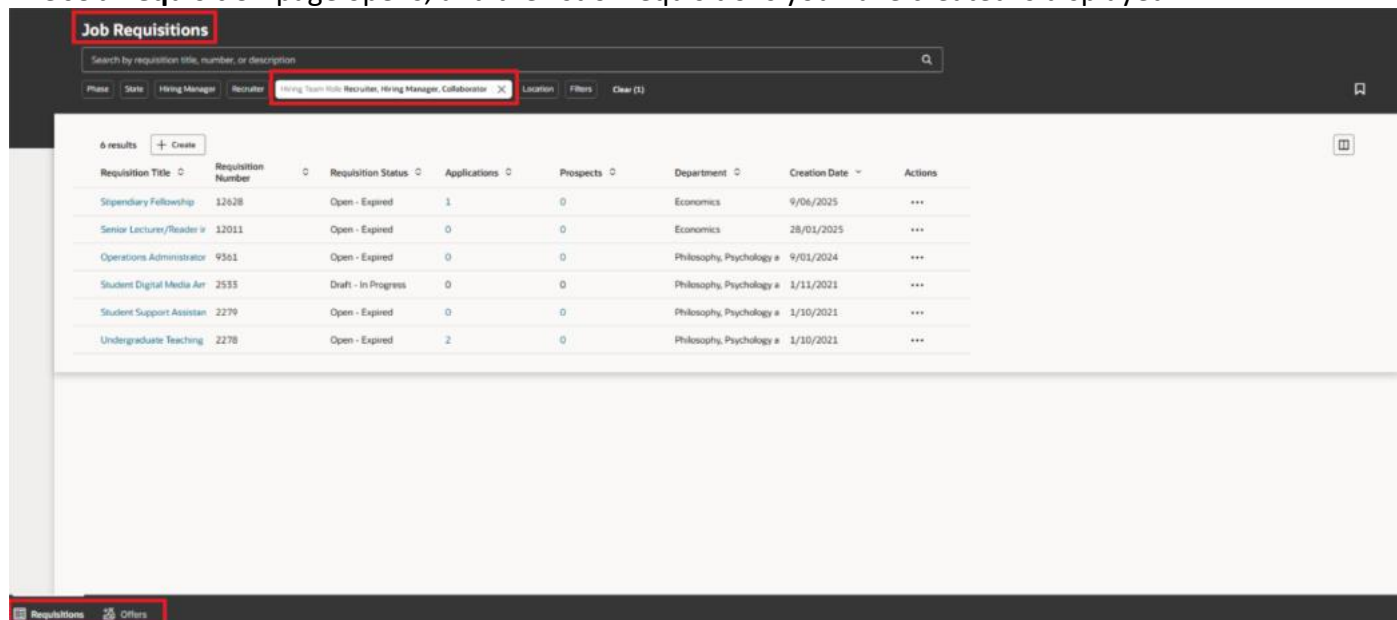 Job Requisitions
Search by requisition title, number, or description
Phase State Hiring Manager Recruiter Hiring Team Role Recruiter, Hiring Manager, Collaborator Location Filters Clear (1)
6 results + Create
Requisition Title Requisition Number Requisition Status Applications Prospects Department Creation Date Actions
Stipendiary Fellowship 12628 Open - Expired 1 0 Economics 9/06/2025 ...
Senior Lecturer/Reader ir 12011 Open - Expired 0 0 Economics 28/01/2025 ...
Operations Administrator 9361 Open - Expired 0 0 Philosophy, Psychology a 9/01/2024 ...
Student Digital Media 2533 Draft - In Progress 0 0 Philosophy, Psychology a 1/11/2021 ...
Student Support Assistan 2279 Open - Expired 0 0 Philosophy, Psychology a 1/10/2021 ...
Undergraduate Teaching 2278 Open - Expired 2 0 Philosophy, Psychology a 1/10/2021 ...
Requisitions Offers